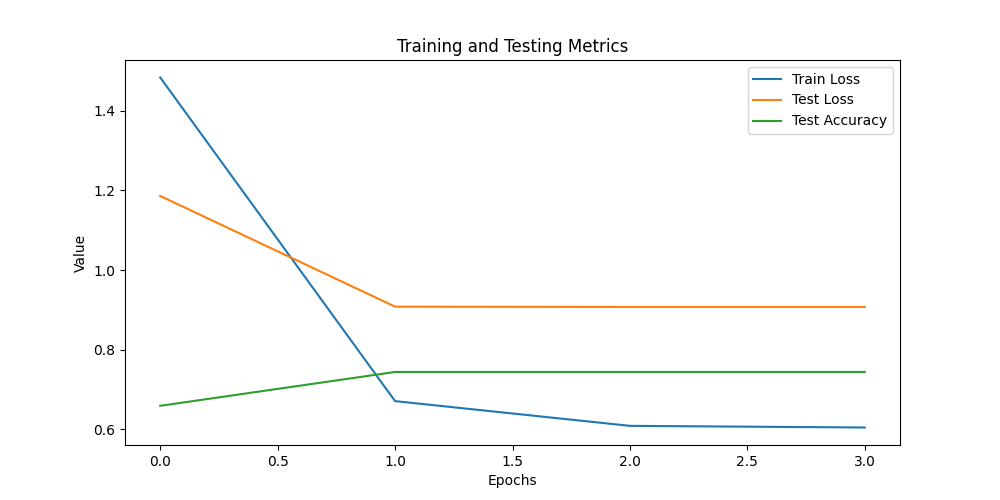 Training and Testing Metrics
Train Loss
Test Loss
Test Accuracy
Value
1.4
1.2
1.0
0.8
0.6
0.0 0.5 1.0 1.5 2.0 2.5 3.0
Epochs